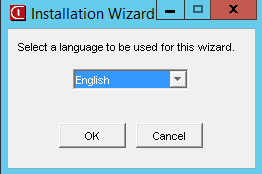 Installation Wizard
Select a language to be used for this wizard.
English
OK
Cancel